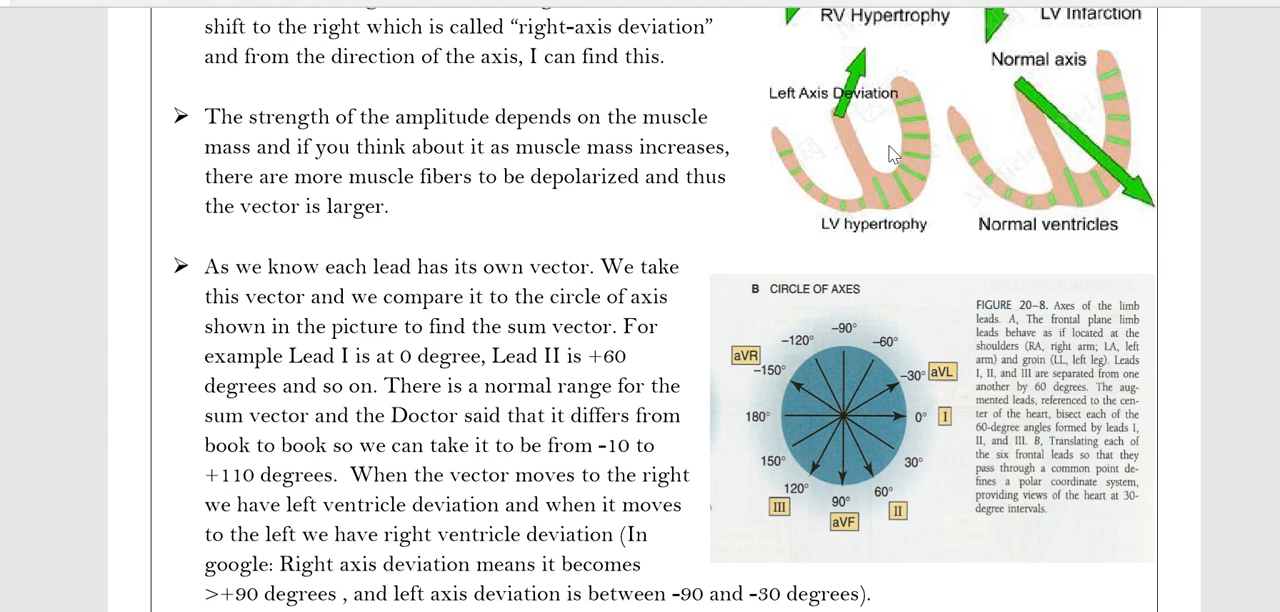 shift to the right which is called “right-axis deviation”
and from the direction of the axis, I can find this.
➢ The strength of the amplitude depends on the muscle
mass and if you think about it as muscle mass increases,
there are more muscle fibers to be depolarized and thus
the vector is larger.
RV Hypertrophy
LV Infarction
Left Axis Deviation
Normal axis
LV hypertrophy
Normal ventricles
➢ As we know each lead has its own vector. We take
this vector and we compare it to the circle of axis
shown in the picture to find the sum vector. For
example Lead I is at 0 degree, Lead II is +60
degrees and so on. There is a normal range for the
sum vector and the Doctor said that it differs from
book to book so we can take it to be from -10 to
+110 degrees. When the vector moves to the right
we have left ventricle deviation and when it moves
to the left we have right ventricle deviation (In
google: Right axis deviation means it becomes
>+90 degrees , and left axis deviation is between -90 and -30 degrees).
B CIRCLE OF AXES
–90°
–120°
–60°
aVR
–150°
–30° aVL
180°
0° I
150°
30°
120°
60°
III
90°
II
aVF
FIGURE 20–8. Axes of the limb
leads. A, The frontal plane limb
leads behave as if located at the
shoulders (RA, right arm; LA, left
arm) and groin (LL, left leg). Leads
I, II, and III are separated from one
another by 60 degrees. The aug-
mented leads, referenced to the cen-
ter of the heart, bisect each of the
60-degree angles formed by leads I,
II, and III. B, Translating each of
the six frontal leads so that they
pass through a common point de-
fines a polar coordinate system,
providing views of the heart at 30-
degree intervals.